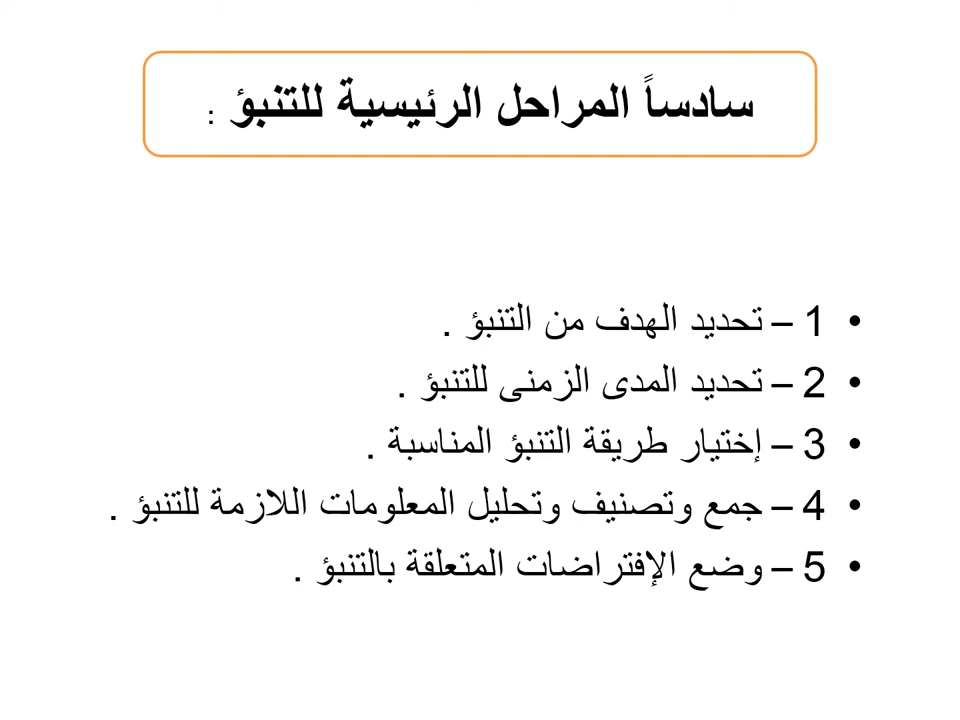 سادساً المراحل الرئيسية للتنبؤ :
• 1 – تحديد الهدف من التنبؤ .
• 2 – تحديد المدى الزمنى للتنبؤ .
• 3 – إختيار طريقة التنبؤ المناسبة .
• 4 – جمع وتصنيف وتحليل المعلومات اللازمة للتنبؤ .
• 5 – وضع الإفتراضات المتعلقة بالتنبؤ .